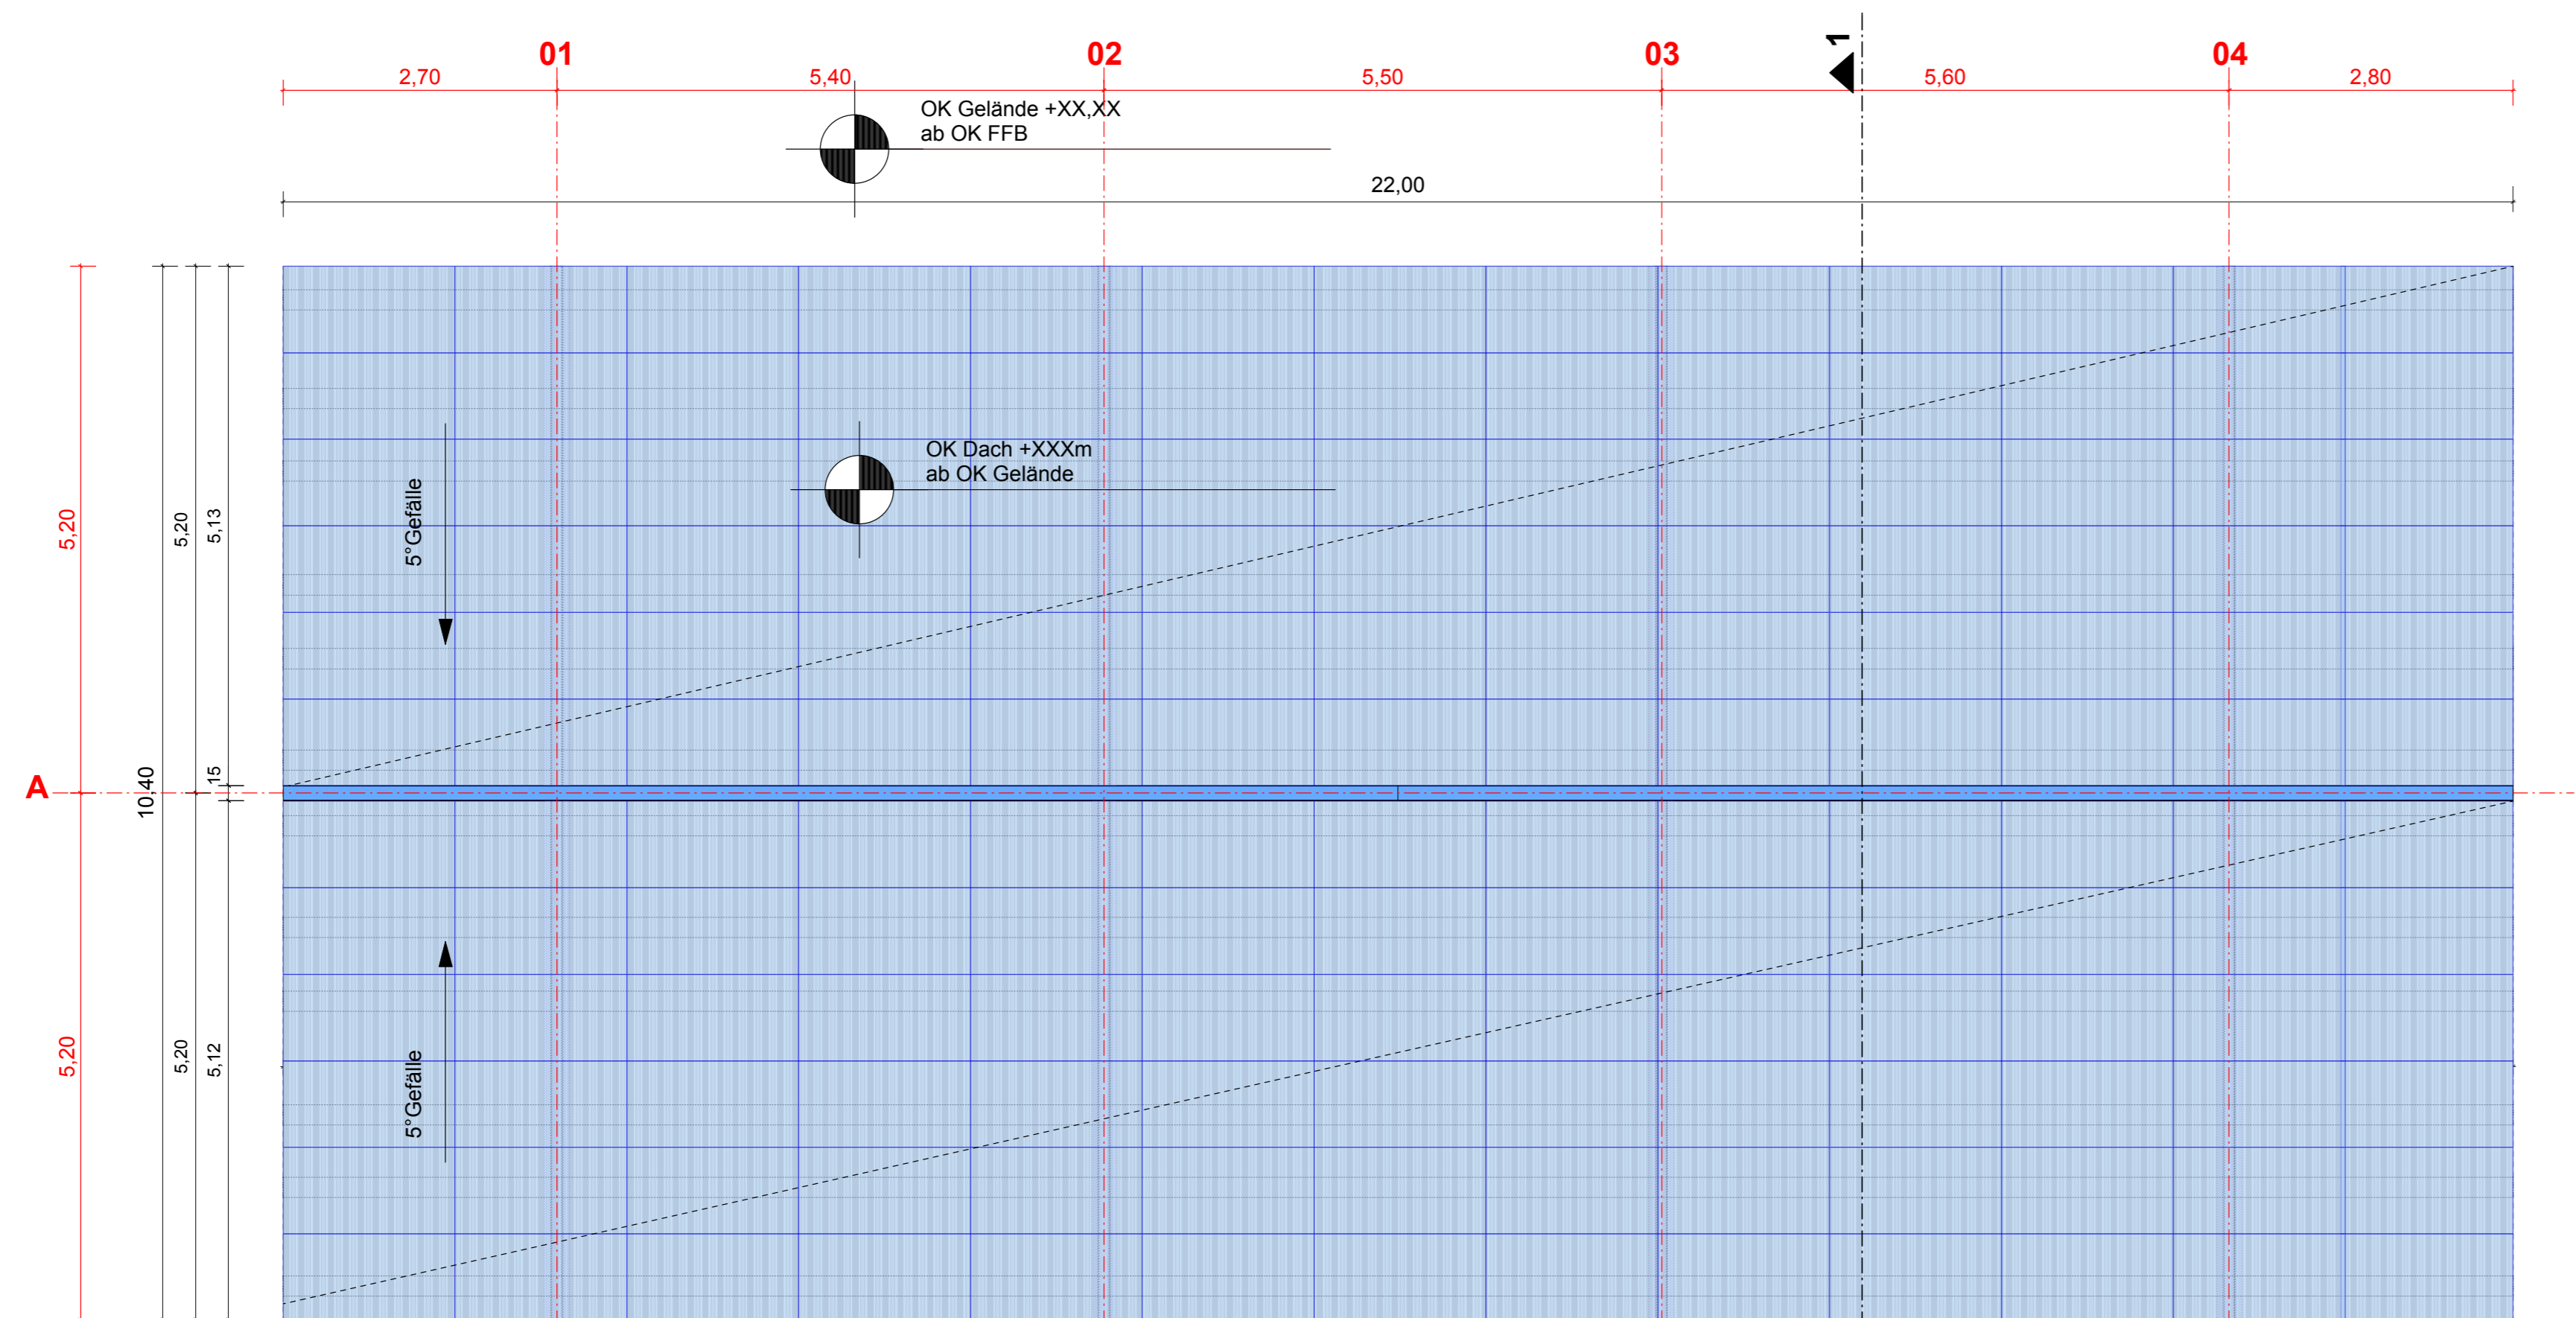 01
02
03
1
04
2,70
5,40
5,50
5,60
2,80
OK Gelände +XX,XX
ab OK FFB
22,00
OK Dach +XXXm
ab OK Gelände
5°Gefälle
5,20
5,20
5,13
A
10,40
15
5,20
5,20
5,12
5°Gefälle